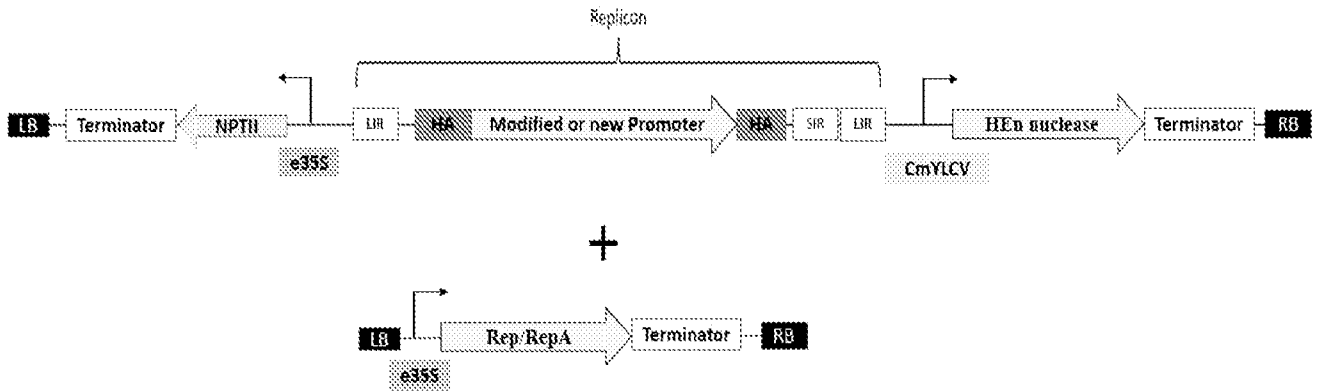 Replicon
LB Terminator NPTII LIR HA Modified or new Promoter HA SIR LIR HEn nuclease Terminator RB
e35S CmYLCV
+
LB Rep/RepA Terminator RB
e35S